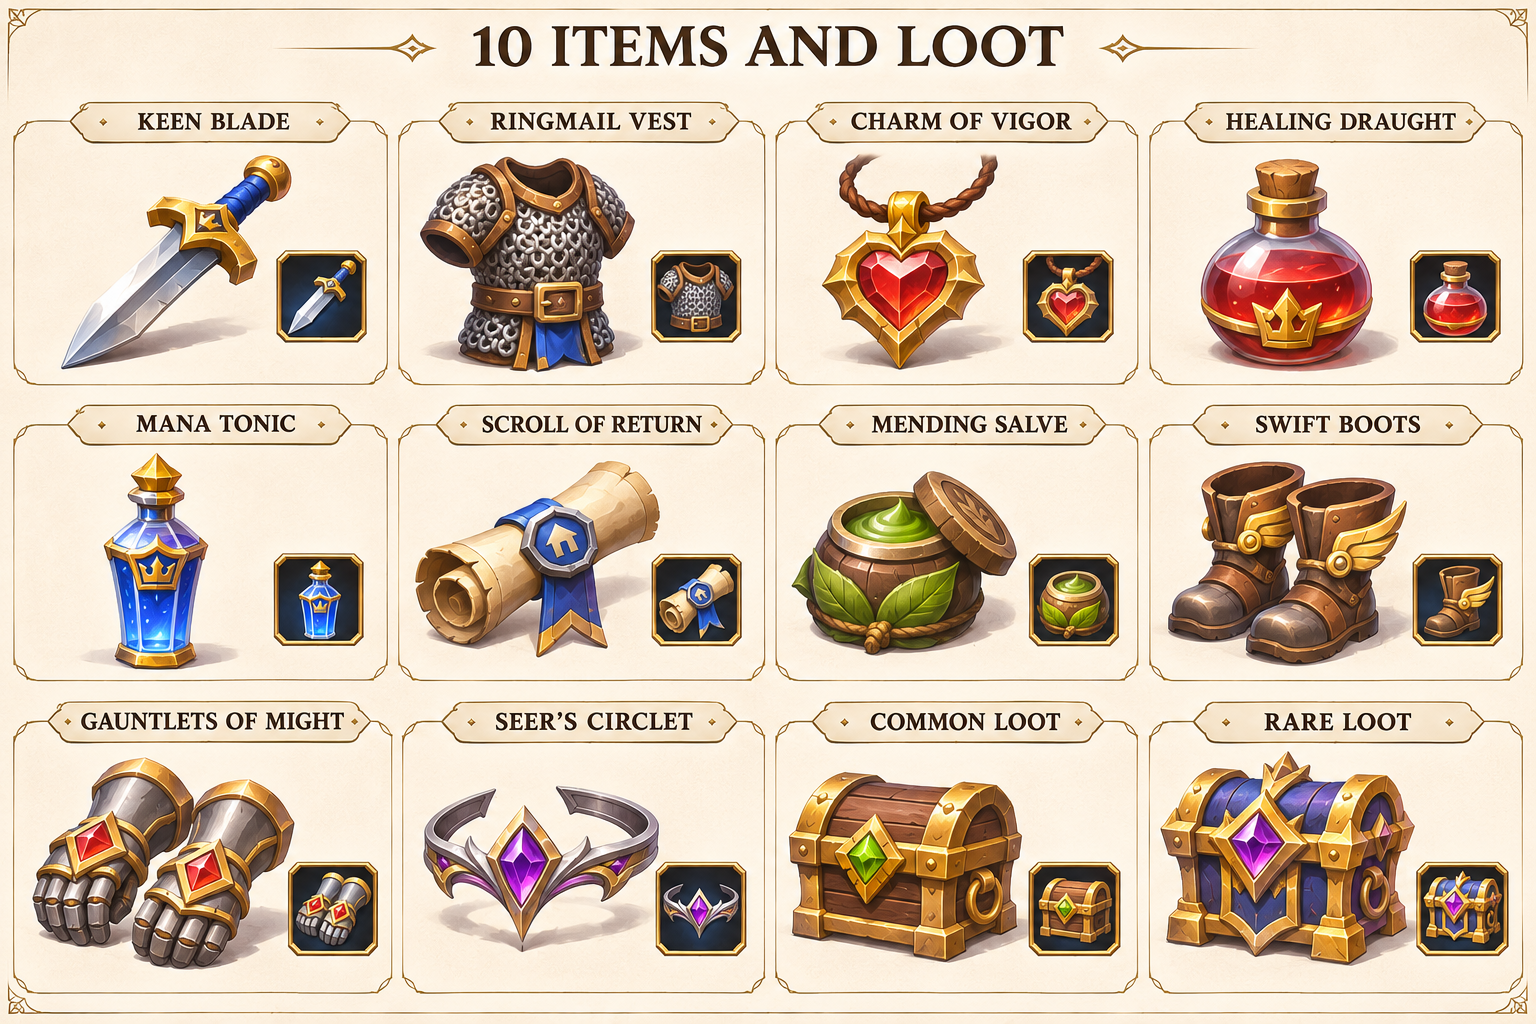 10 ITEMS AND LOOT
KEEN BLADE
RINGMAIL VEST
CHARM OF VIGOR
HEALING DRAUGHT
MANA TONIC
SCROLL OF RETURN
MENDING SALVE
SWIFT BOOTS
GAUNTLETS OF MIGHT
SEER'S CIRCLET
COMMON LOOT
RARE LOOT